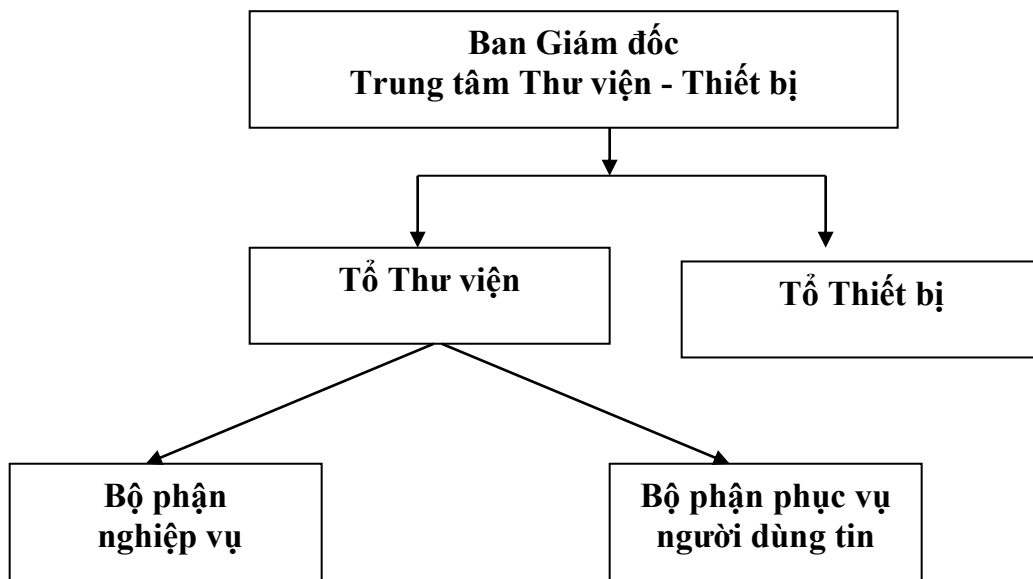 Ban Giám đốc
Trung tâm Thư viện - Thiết bị
Tổ Thư viện
Tổ Thiết bị
Bộ phận
nghiệp vụ
Bộ phận phục vụ
người dùng tin